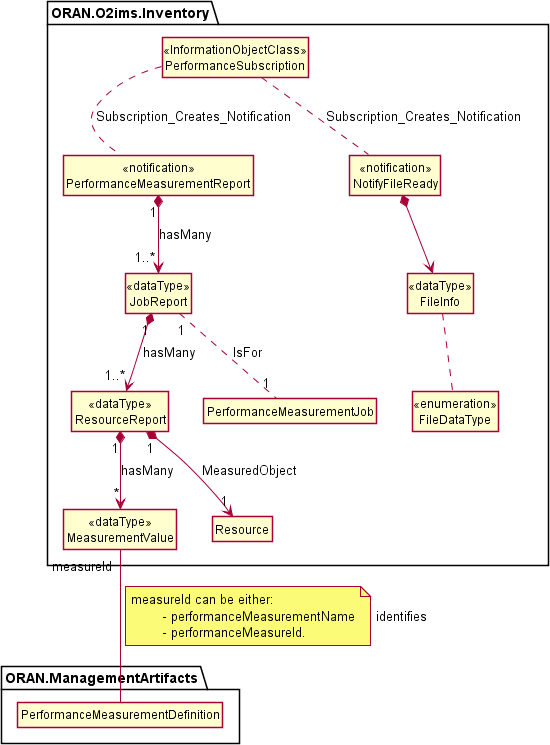 ORAN.O2ims.Inventory
«InformationObjectClass»
PerformanceSubscription
Subscription_Creates_Notification
Subscription_Creates_Notification
«notification»
PerformanceMeasurementReport
«notification»
NotifyFileReady
1
hasMany
1..*
«dataType»
JobReport
«dataType»
FileInfo
1
1
hasMany
IsFor
1..*
1
«dataType»
ResourceReport
PerformanceMeasurementJob
«enumeration»
FileDataType
1
1
hasMany
MeasuredObject
*
1
«dataType»
MeasurementValue
Resource
measureId
measureId can be either:
- performanceMeasurementName
- performanceMeasureId.
identifies
ORAN.ManagementArtifacts
PerformanceMeasurementDefinition